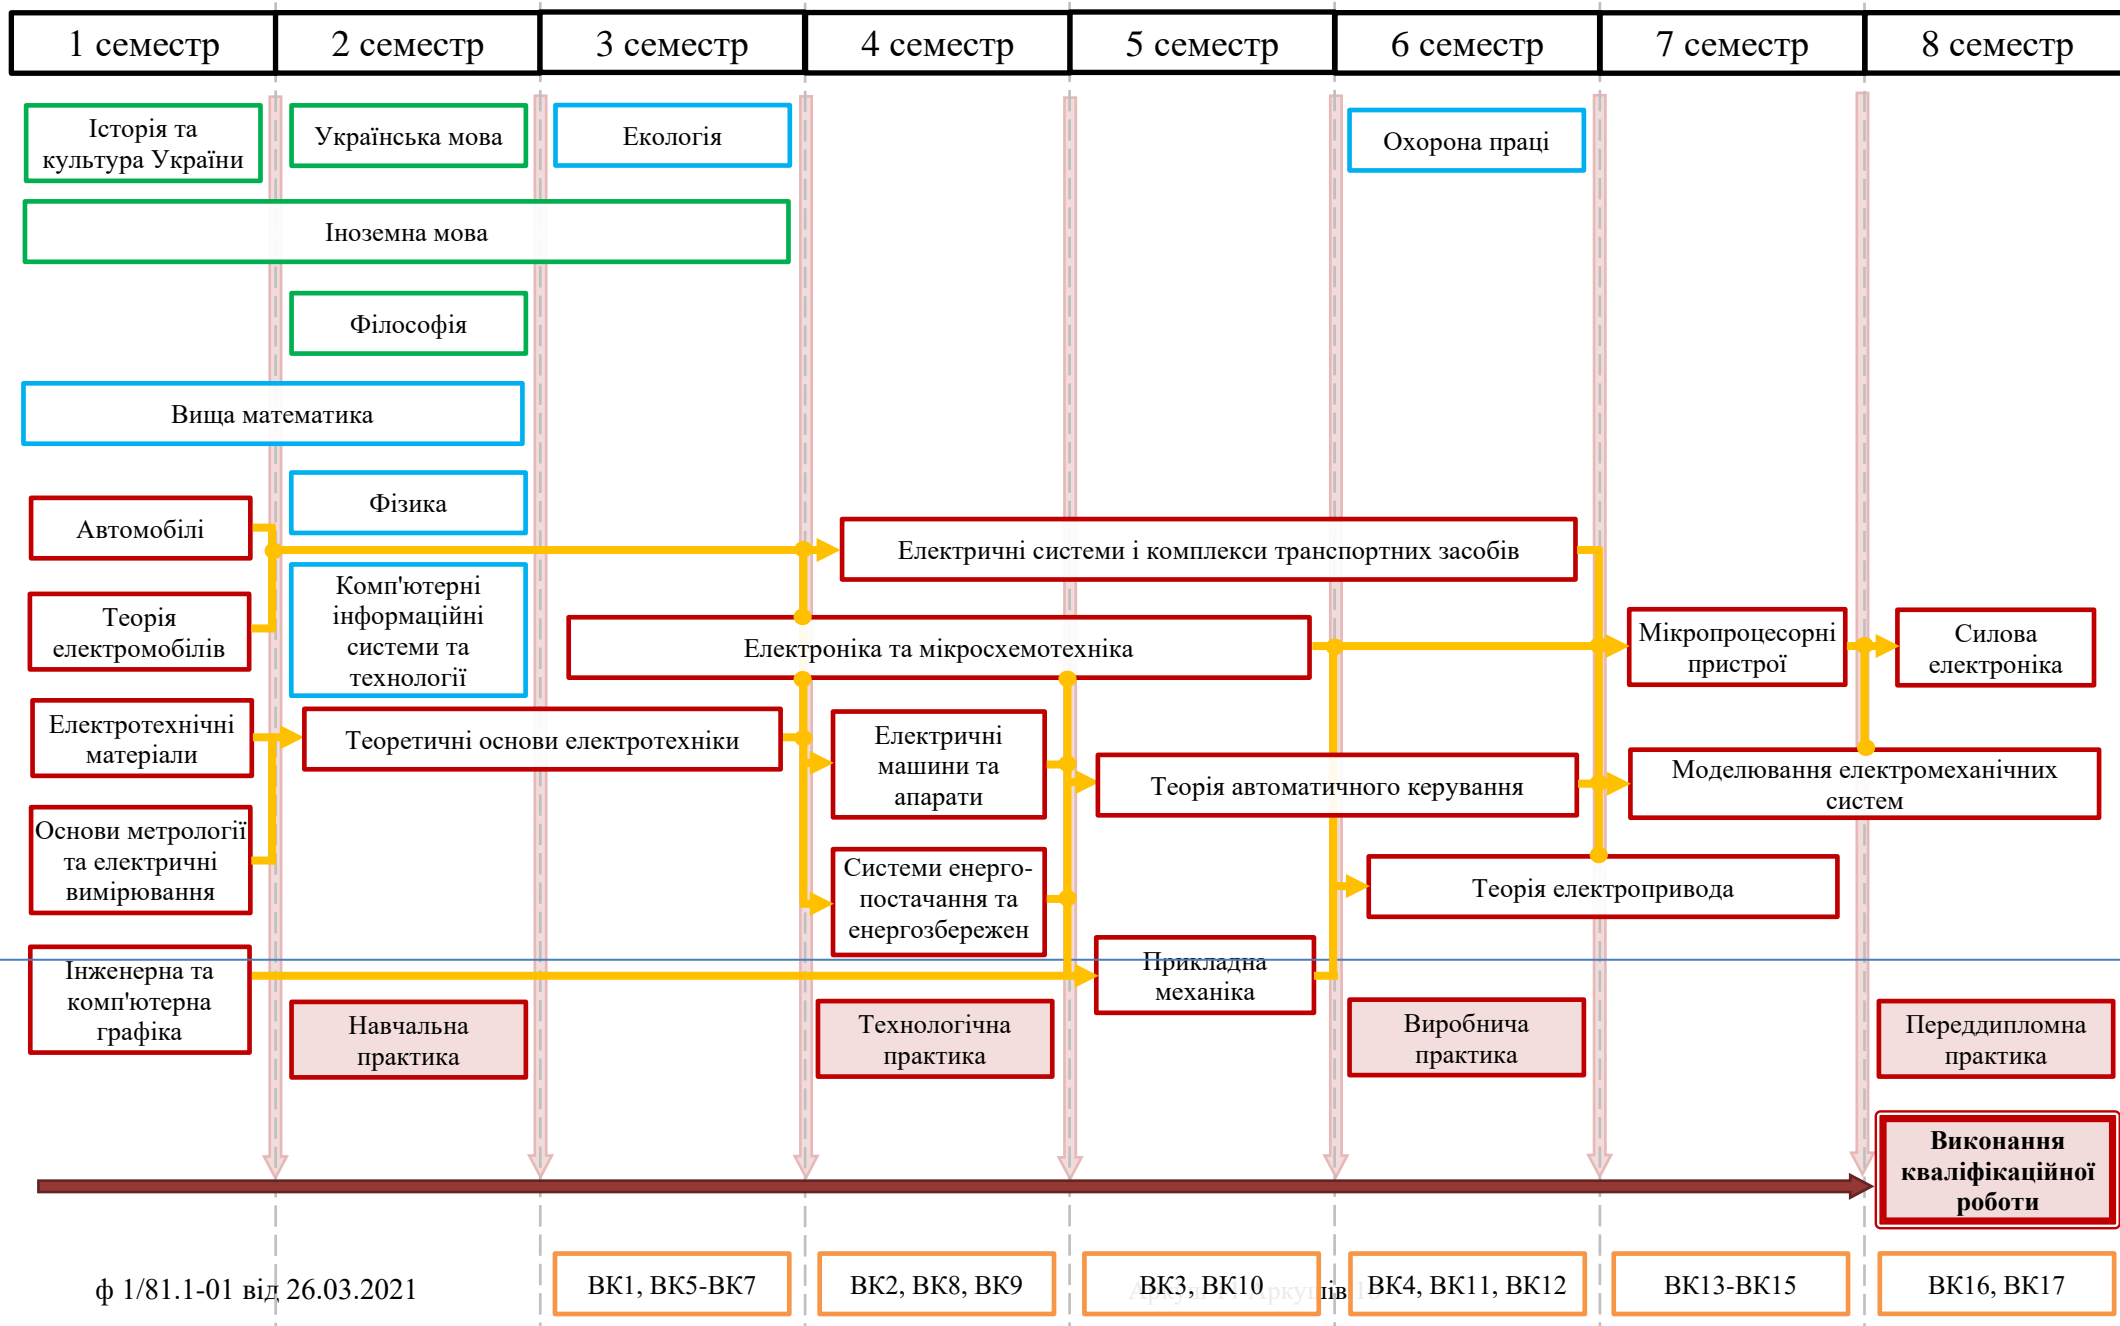 1 семестр
2 семестр
3 семестр
4 семестр
5 семестр
6 семестр
7 семестр
8 семестр
Історія та
культура України
Українська мова
Екологія
Охорона праці
Іноземна мова
Філософія
Вища математика
Фізика
Автомобілі
Електричні системи і комплекси транспортних засобів
Комп'ютерні
інформаційні
системи та
технології
Теорія
електромобілів
Електроніка та мікросхемотехніка
Мікропроцесорні
пристрої
Силова
електроніка
Електротехнічні
матеріали
Теоретичні основи електротехніки
Електричні
машини та
апарати
Теорія автоматичного керування
Моделювання електромеханічних
систем
Основи метрології
та електричні
вимірювання
Системи енерго-
постачання та
енергозбережен
Теорія електропривода
Інженерна та
комп'ютерна
графіка
Прикладна
механіка
Навчальна
практика
Технологічна
практика
Виробнича
практика
Переддипломна
практика
Виконання
кваліфікаційної
роботи
ф 1/81.1-01 від 26.03.2021
ВК1, ВК5-ВК7
ВК2, ВК8, ВК9
ВК3, ВК10
ВК4, ВК11, ВК12
ВК13-ВК15
ВК16, ВК17